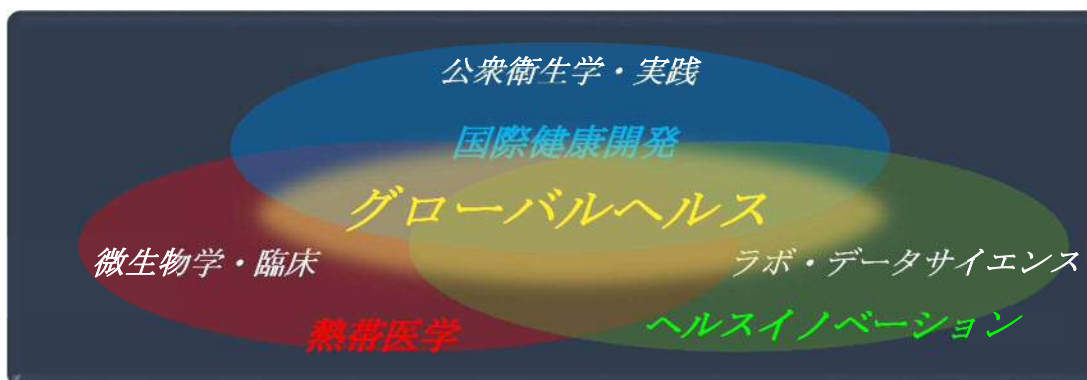 公衆衛生学・実践
国際健康開発
グローバルヘルス
微生物学・臨床
ラボ・データサイエンス
熱帯医学
ヘルスイノベーション